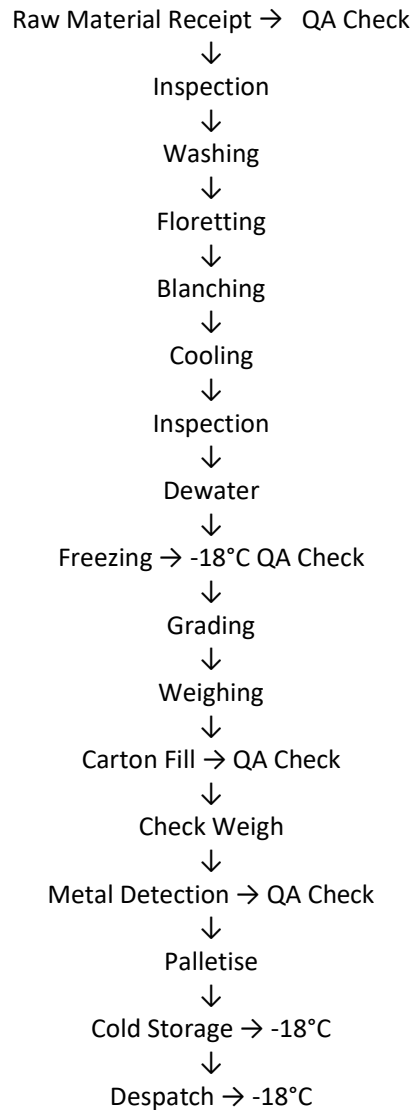 Raw Material Receipt → QA Check
↓
Inspection
↓
Washing
↓
Floretting
↓
Blanching
↓
Cooling
↓
Inspection
↓
Dewater
↓
Freezing → -18°C QA Check
↓
Grading
↓
Weighing
↓
Carton Fill → QA Check
↓
Check Weigh
↓
Metal Detection → QA Check
↓
Palletise
↓
Cold Storage → -18°C
↓
Despatch → -18°C